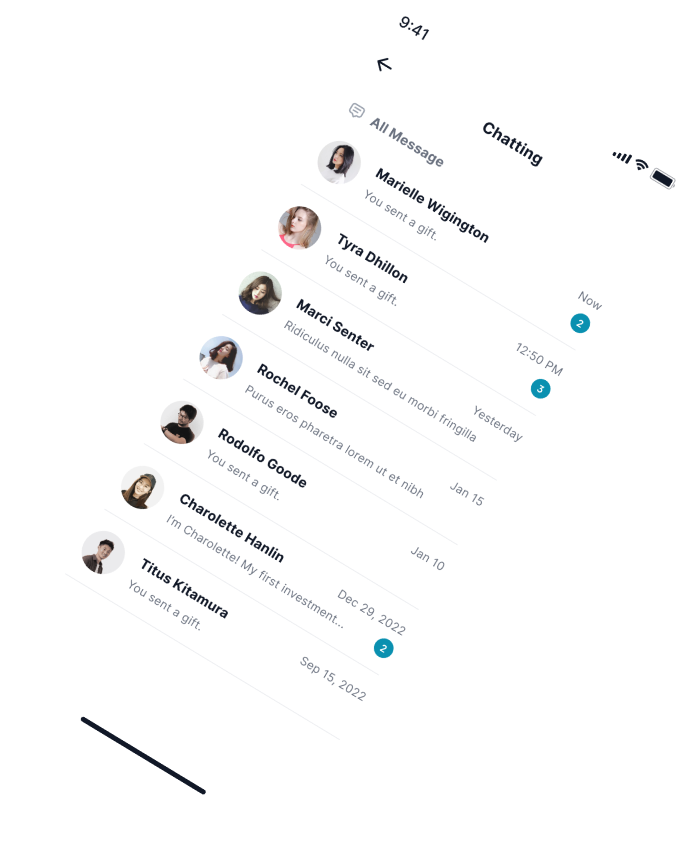 9:41
Chatting
All Message
Marielle Wigington
You sent a gift.
Now
2
Tyra Dhillon
You sent a gift.
12:50 PM
3
Marci Senter
Ridiculus nulla sit sed eu morbi fringilla
Yesterday
Rochel Foose
Purus eros pharetra lorem ut et nibh
Jan 15
Rodolfo Goode
You sent a gift.
Jan 10
Charolette Hanlin
I'm Charolette! My first investment...
Dec 29, 2022
2
Titus Kitamura
You sent a gift.
Sep 15, 2022